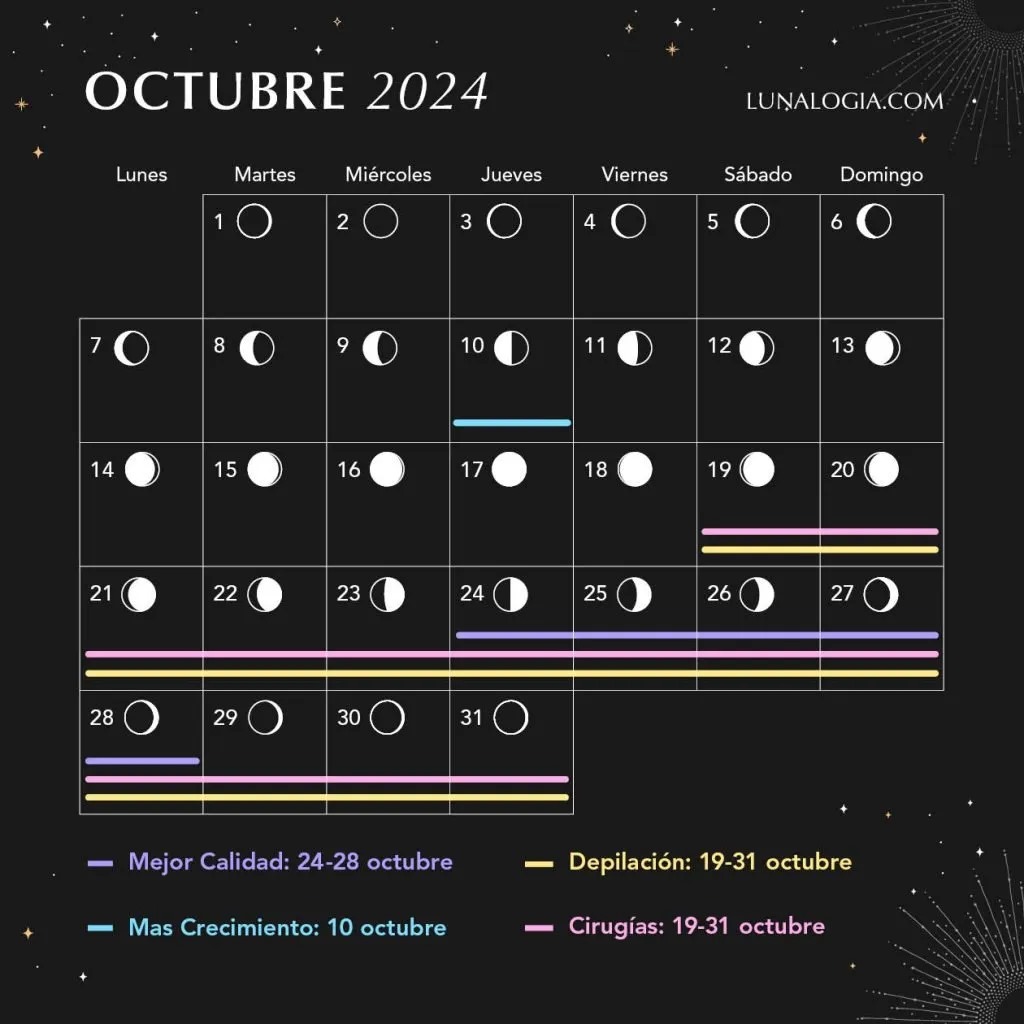 OCTUBRE 2024
LUNALOGIA.COM
Lunes Martes Miércoles Jueves Viernes Sábado Domingo
1 2 3 4 5 6
7 8 9 10 11 12 13
14 15 16 17 18 19 20
21 22 23 24 25 26 27
28 29 30 31
Mejor Calidad: 24-28 octubre
Depilación: 19-31 octubre
Mas Crecimiento: 10 octubre
Cirugías: 19-31 octubre